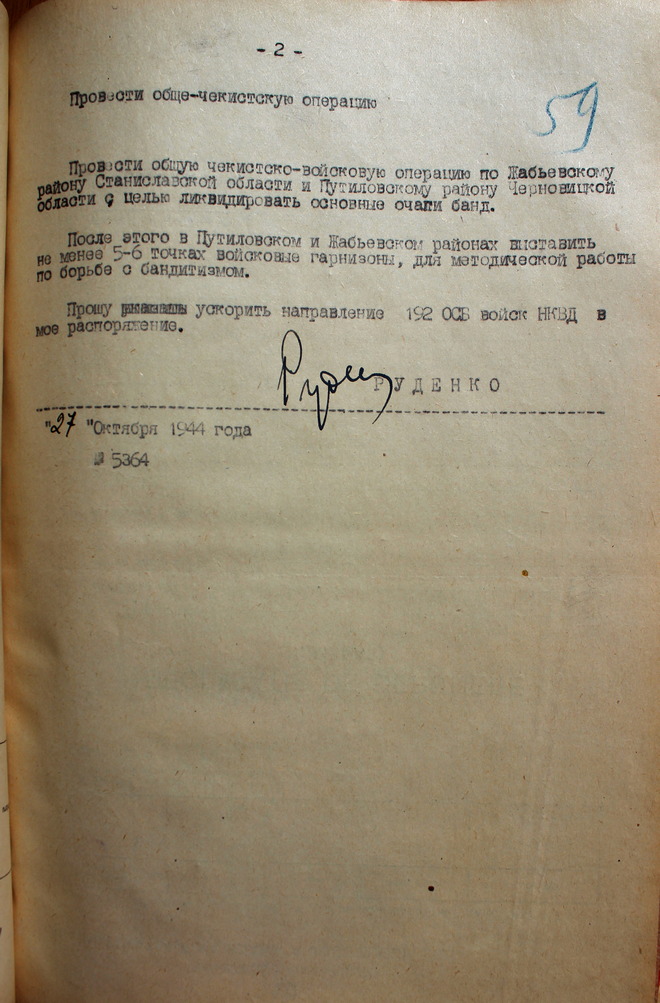 - 2 -
59
Провести обще-чекистскую операцию
Провести общую чекистско-войсковую операцию по Жабьевскому
району Станиславской области и Путиловскому району Черновицкой
области с целью ликвидировать основные очаги банд.
После этого в Путиловском и Жабьевском районах выставить
не менее 5-6 точках войсковые гарнизоны, для методической работы
по борьбе с бандитизмом.
Прошу ускорить направление 192 ОСБ войск НКВД в
мое распоряжение.
РУДЕНКО
"27 "Октября 1944 года
№ 5364